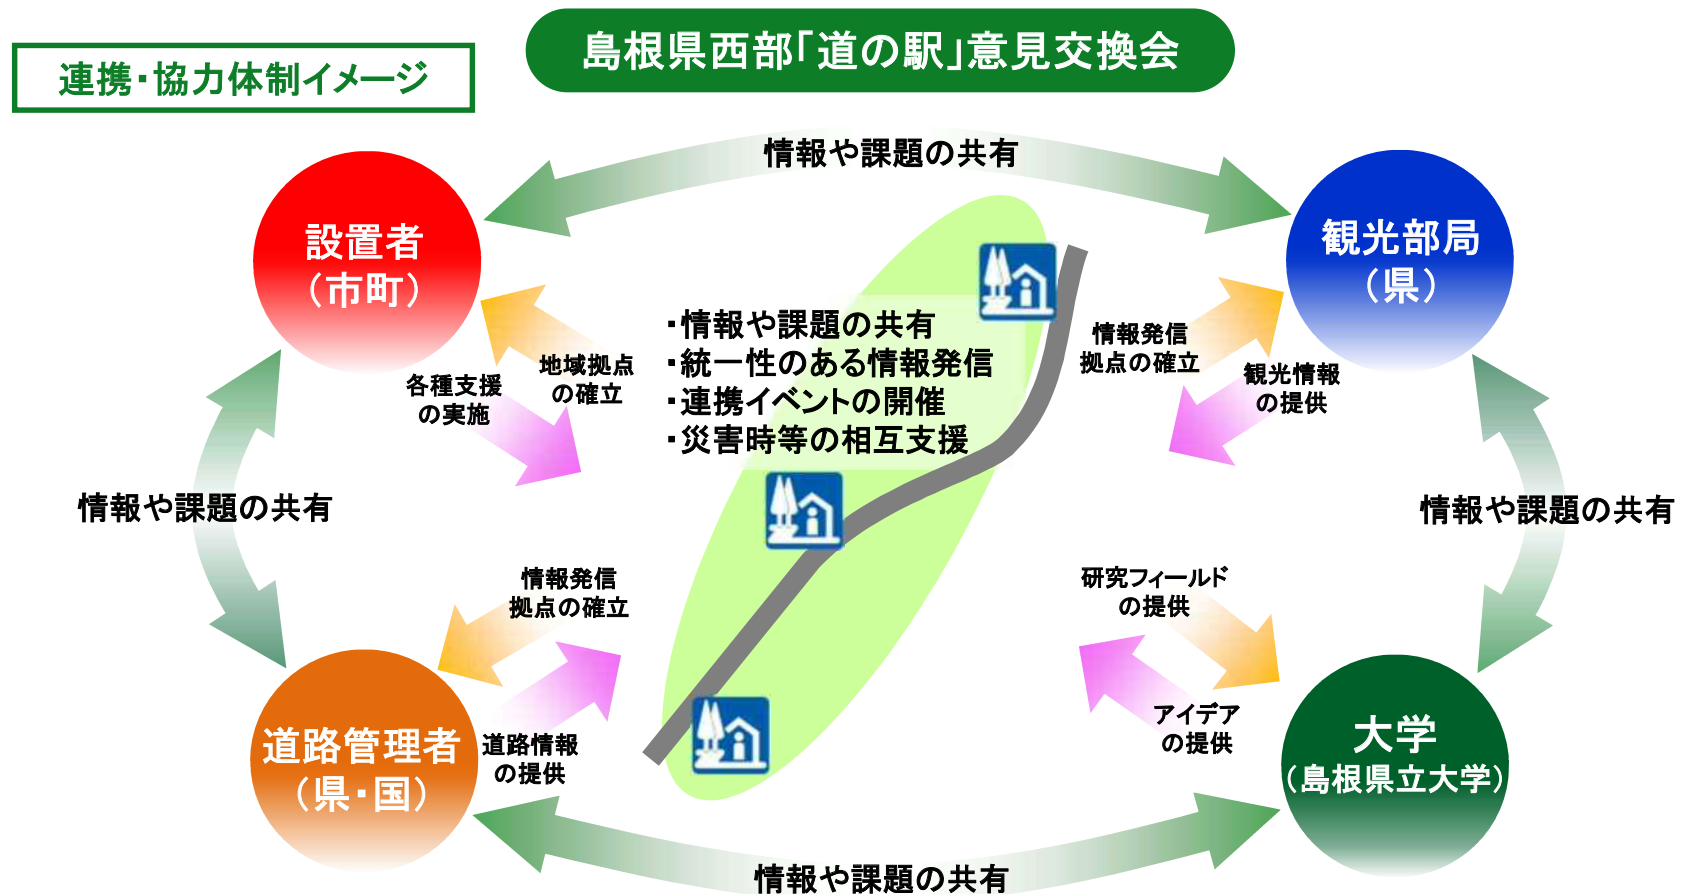 島根県西部「道の駅」意見交換会
連携・協力体制イメージ
情報や課題の共有
設置者
（市町）
観光部局
（県）
・情報や課題の共有
・統一性のある情報発信
・連携イベントの開催
・災害時等の相互支援
地域拠点
の確立
各種支援
の実施
情報発信
拠点の確立
観光情報
の提供
情報や課題の共有
情報や課題の共有
情報発信
拠点の確立
道路情報
の提供
研究フィールド
の提供
アイデア
の提供
道路管理者
（県・国）
大学
（島根県立大学）
情報や課題の共有